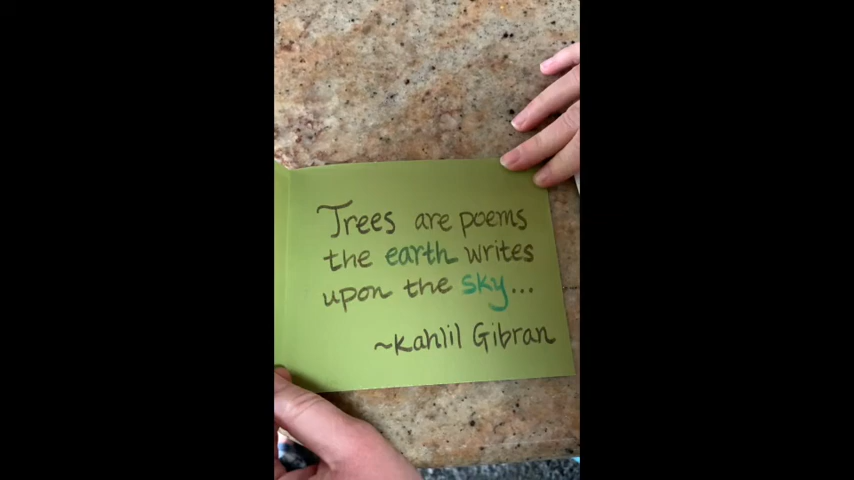 Trees are poems
the earth writes
upon the sky...
~Kahlil Gibran